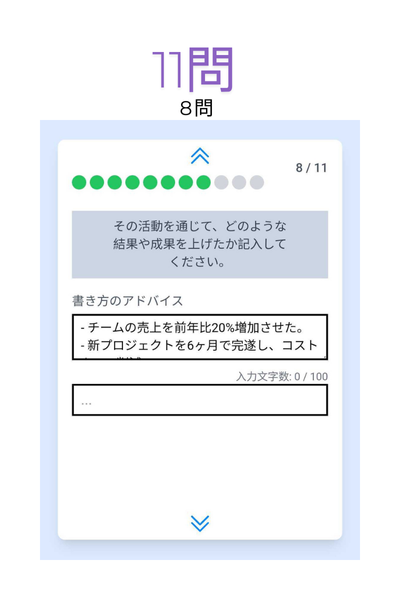 11問
8問
8 / 11
その活動を通じて、どのような
結果や成果を上げたか記入して
ください。
書き方のアドバイス
- チームの売上を前年比20%増加させた。
- 新プロジェクトを6ヶ月で完遂し、コスト
入力文字数: 0 / 100
...